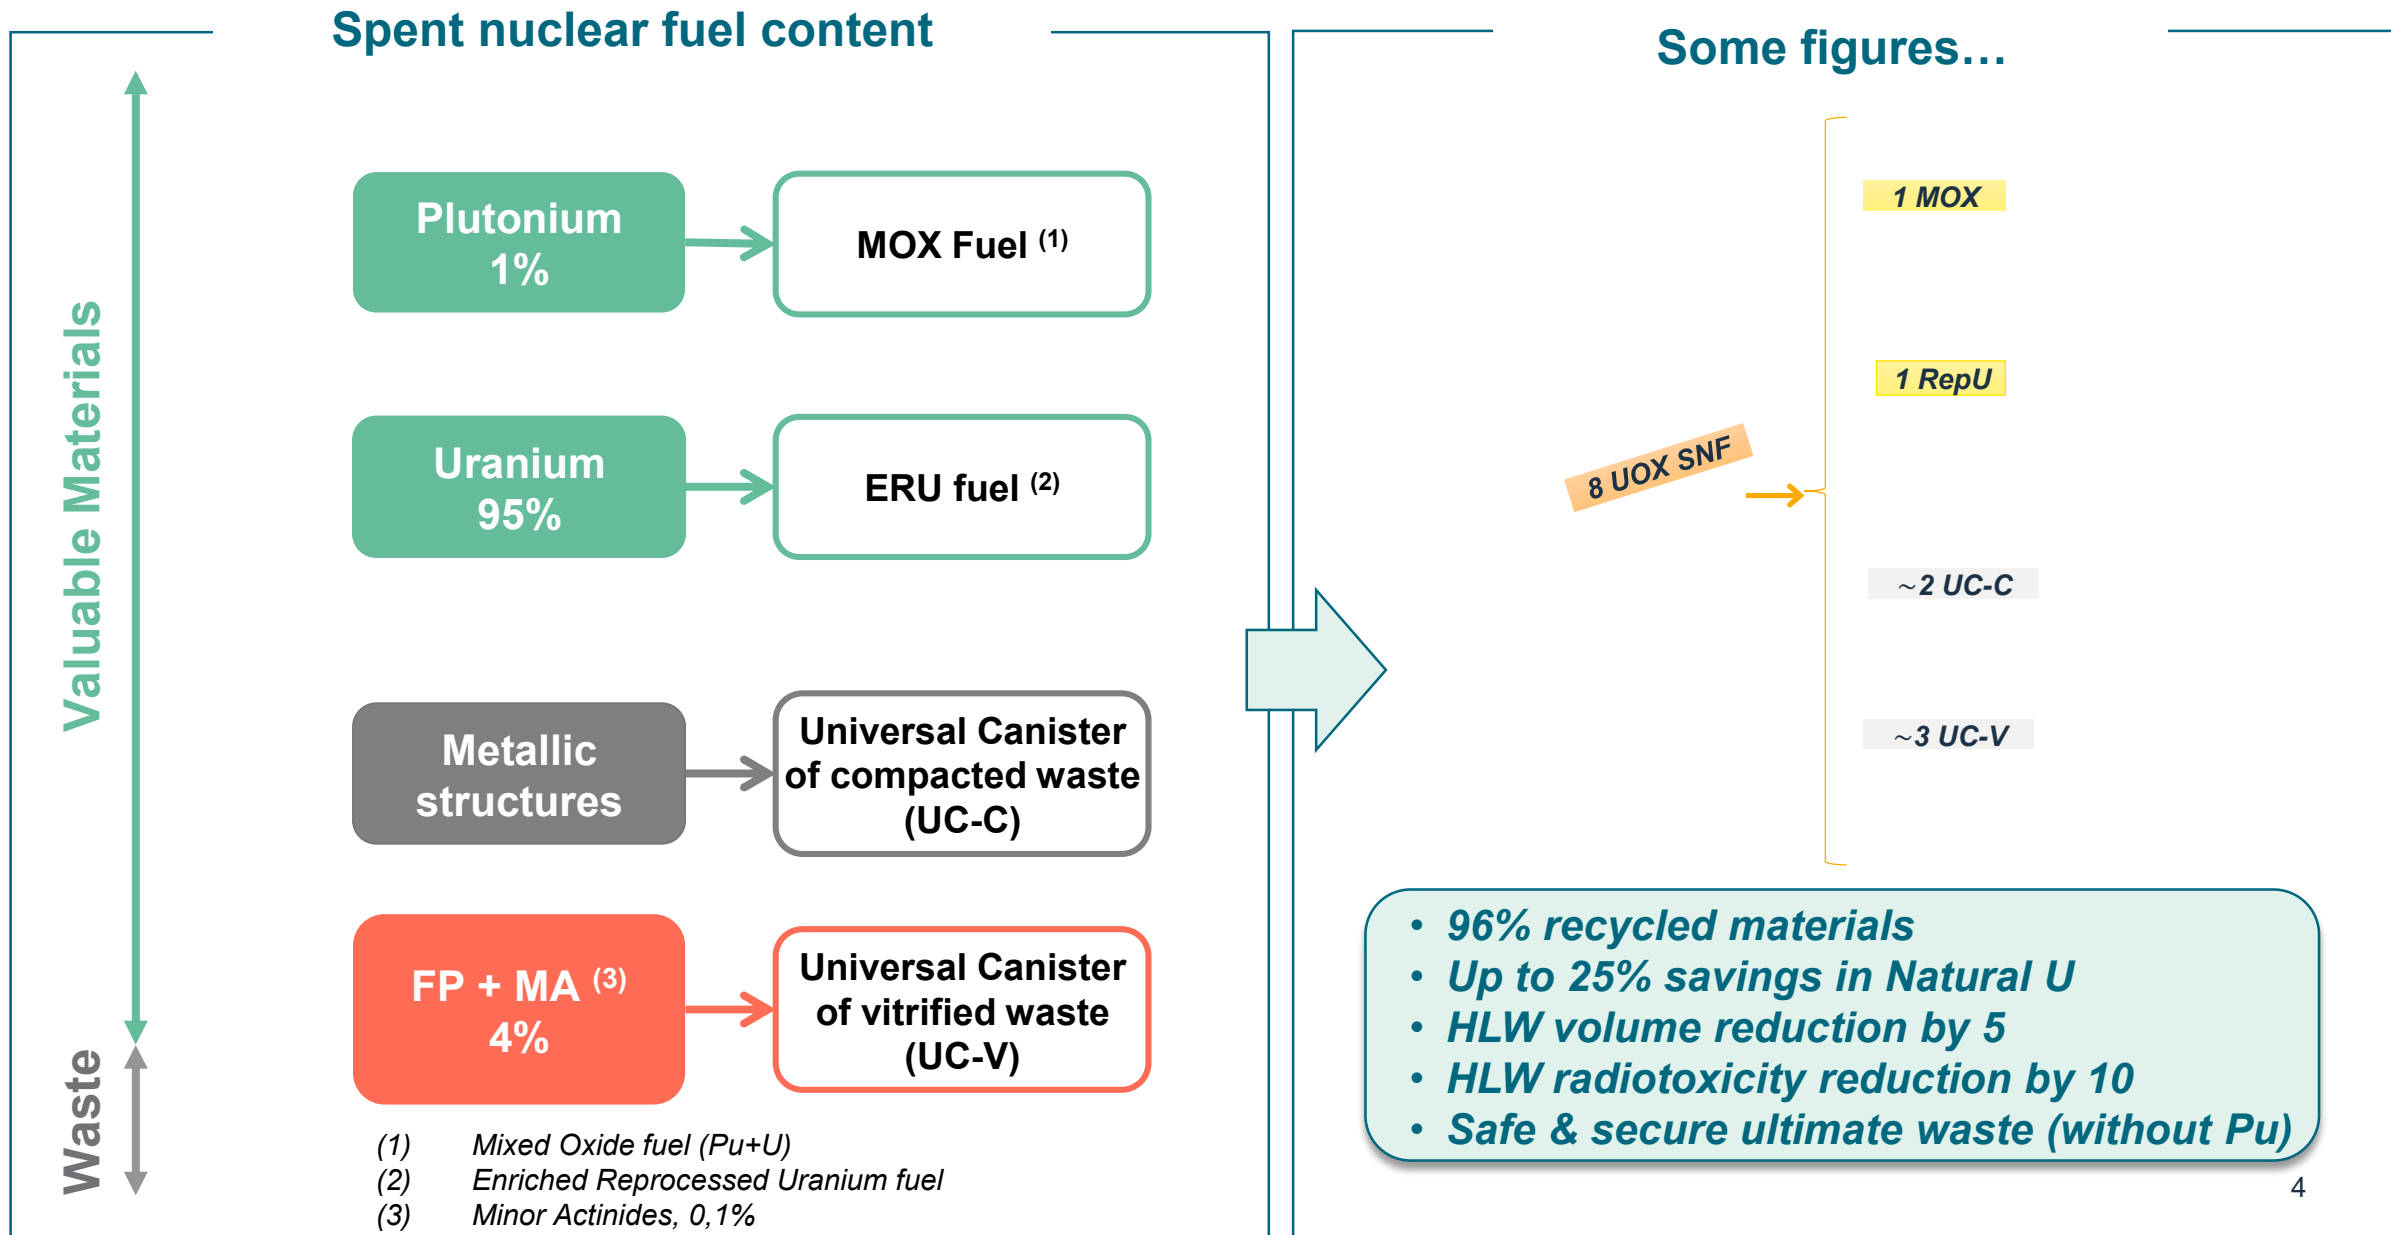 Spent nuclear fuel content
Valuable Materials
Waste
Plutonium
1%
MOX Fuel (1)
Uranium
95%
ERU fuel (2)
Metallic
structures
Universal Canister
of compacted waste
(UC-C)
FP + MA (3)
4%
Universal Canister
of vitrified waste
(UC-V)
(1) Mixed Oxide fuel (Pu+U)
(2) Enriched Reprocessed Uranium fuel
(3) Minor Actinides, 0,1%
Some figures…
8 UOX SNF
1 MOX
1 RepU
~2 UC-C
~3 UC-V
• 96% recycled materials
• Up to 25% savings in Natural U
• HLW volume reduction by 5
• HLW radiotoxicity reduction by 10
• Safe & secure ultimate waste (without Pu)
4